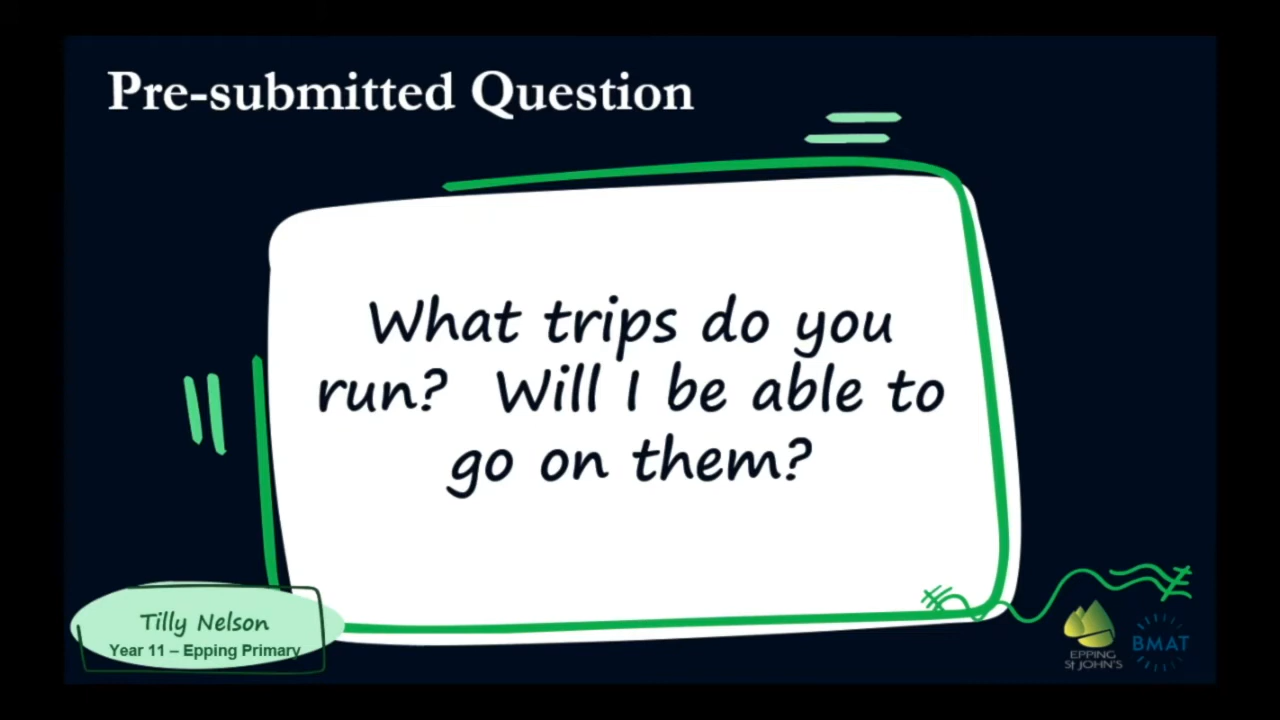 Pre-submitted Question
What trips do you
run? Will I be able to
go on them?
Tilly Nelson
Year 11 – Epping Primary
EPPING
St JOHN'S
BMAT